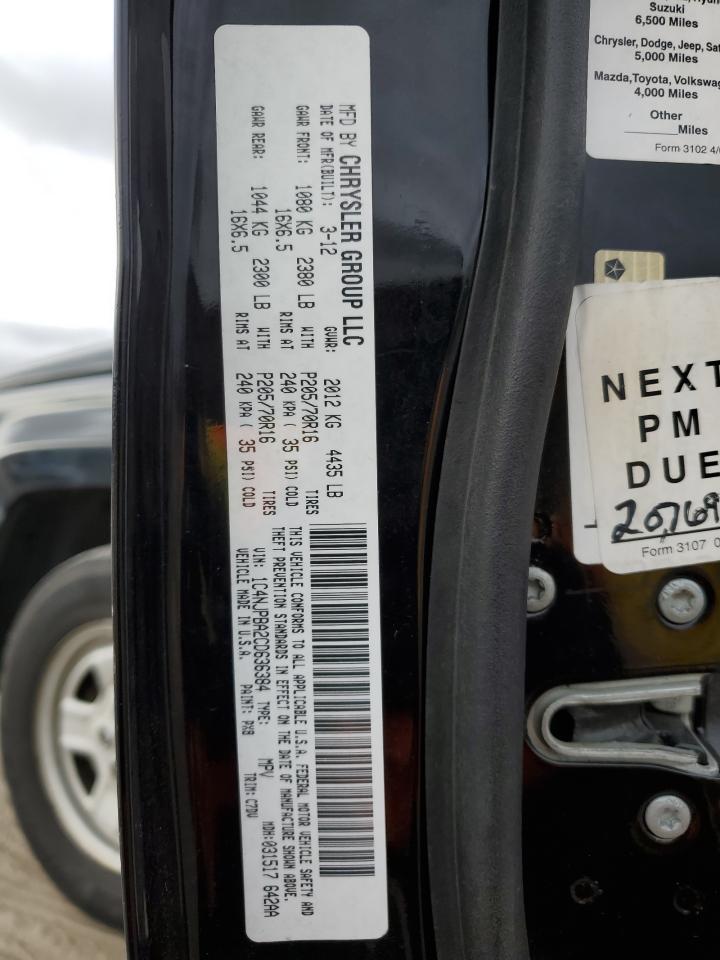 MFD BY CHRYSLER GROUP LLC
DATE OF MFR(BUILT): 3-12 GVWR: 2012 KG 4435 LB
GAWR FRONT: 1080 KG 2380 LB WITH P205/70R16 TIRES
16X6.5 RIMS AT 240 KPA ( 35 PSI) COLD
GAWR REAR: 1044 KG 2300 LB WITH P205/70R16 TIRES
16X6.5 RIMS AT 240 KPA ( 35 PSI) COLD
THIS VEHICLE CONFORMS TO ALL APPLICABLE U.S.A. FEDERAL MOTOR VEHICLE SAFETY AND
THEFT PREVENTION STANDARDS IN EFFECT ON THE DATE OF MANUFACTURE SHOWN ABOVE.
VIN: 1C4NJPBA2CD636384 TYPE: MPV MDH:031517 642AA
VEHICLE MADE IN U.S.A. PAINT: PX8 TRIM: C7DV
Suzuki
6,500 Miles
Chrysler, Dodge, Jeep,
5,000 Miles
Mazda,Toyota,
4,000 Miles
Other
Miles
Form 3102
NEXT
PM
DUE
20769
Form 3107